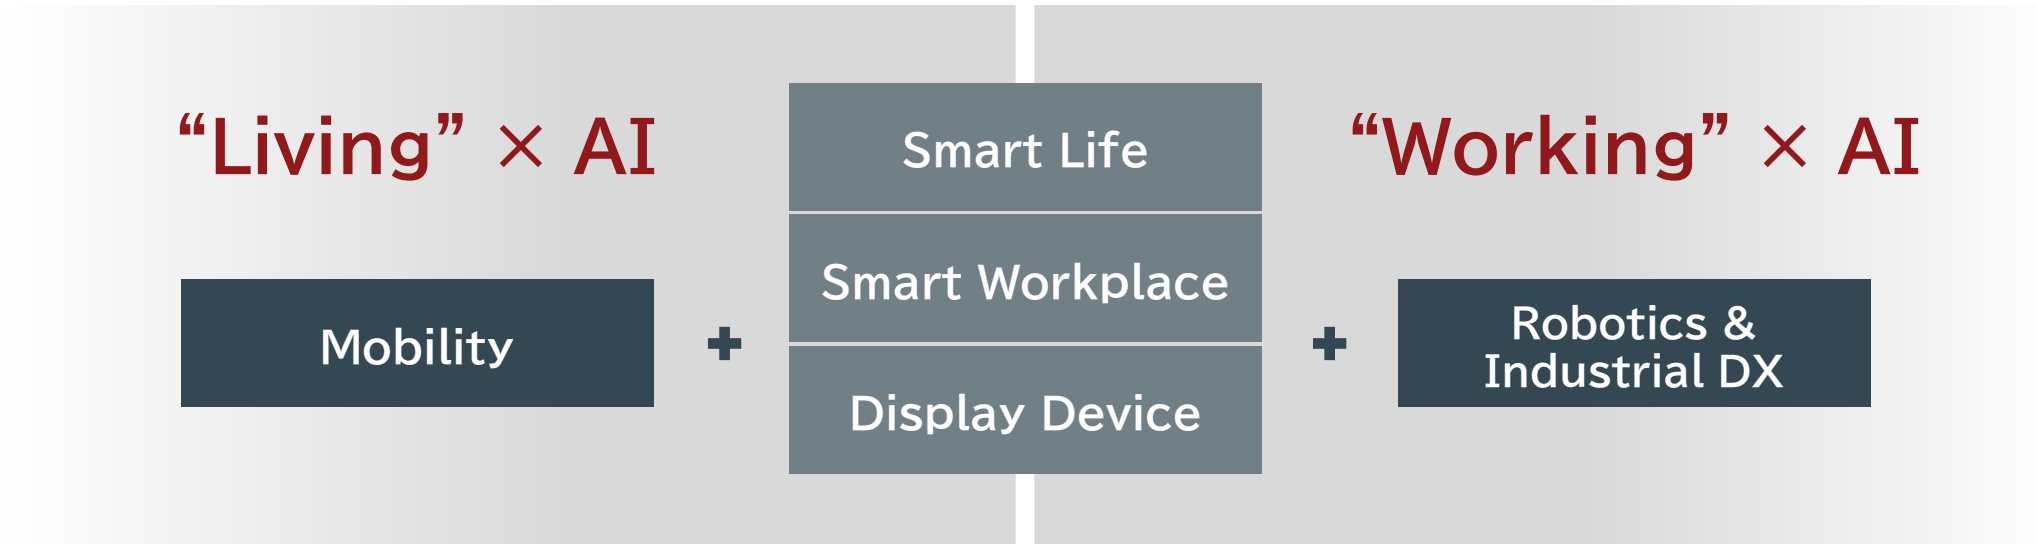 “Living” × AI
Mobility
+
Smart Life
Smart Workplace
Display Device
+
“Working” × AI
Robotics &
Industrial DX